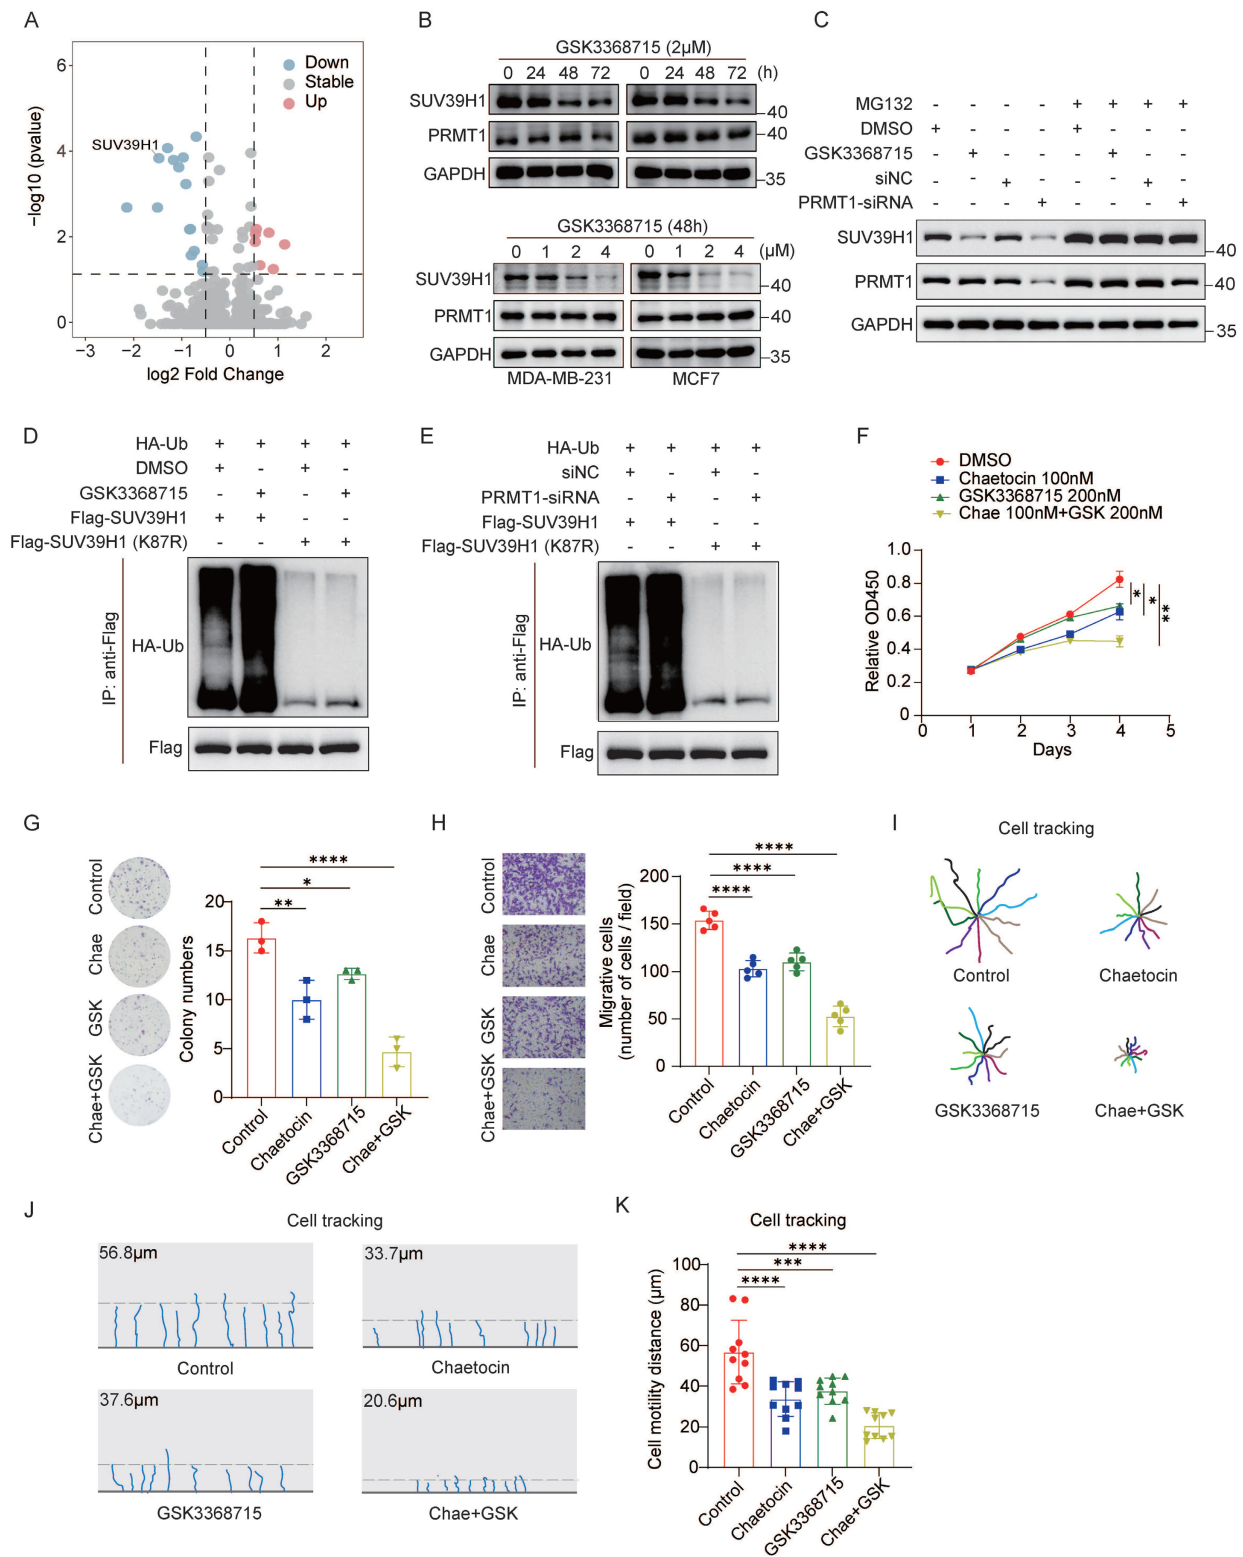 A
6
4
2
0
−log10 (pvalue)
SUV39H1
Down
Stable
Up
−3 −2 −1 0 1 2
log2 Fold Change
B
GSK3368715 (2μM)
0 24 48 72 0 24 48 72 (h)
SUV39H1
40
PRMT1
40
GAPDH
35
GSK3368715 (48h)
0 1 2 4 0 1 2 4 (μM)
SUV39H1
40
PRMT1
40
GAPDH
35
MDA-MB-231 MCF7
C
MG132 - - - - + + + +
DMSO + - - - + - - -
GSK3368715 - + - - - + - -
siNC - - + - - - + -
PRMT1-siRNA - - - + - - - +
SUV39H1
40
PRMT1
40
GAPDH
35
D
HA-Ub + + + +
DMSO + - + -
GSK3368715 - + - +
Flag-SUV39H1 + + - -
Flag-SUV39H1 (K87R) - - + +
IP: anti-Flag
HA-Ub
Flag
E
HA-Ub + + + +
siNC + - + -
PRMT1-siRNA - + - +
Flag-SUV39H1 + + - -
Flag-SUV39H1 (K87R) - - + +
IP: anti-Flag
HA-Ub
Flag
F
DMSO
Chaetocin 100nM
GSK3368715 200nM
Chae 100nM+GSK 200nM
Relative OD450
1.0
0.8
0.6
0.4
0.2
0
* * **
0 1 2 3 4 5
Days
G
Control
Chae
GSK
Chae+GSK
Colony numbers
20
15
10
5
0
****
*
**
Control
Chaetocin
GSK3368715
Chae+GSK
H
Control
Chae
GSK
Chae+GSK
Migrative cells
(number of cells / field)
200
150
100
50
0
****
****
****
Control
Chaetocin
GSK3368715
Chae+GSK
I
Cell tracking
Control Chaetocin
GSK3368715 Chae+GSK
J
Cell tracking
56.8μm 33.7μm
Control Chaetocin
37.6μm 20.6μm
GSK3368715 Chae+GSK
K
Cell tracking
Cell motility distance (μm)
100
80
60
40
20
0
****
***
****
Control
Chaetocin
GSK3368715
Chae+GSK